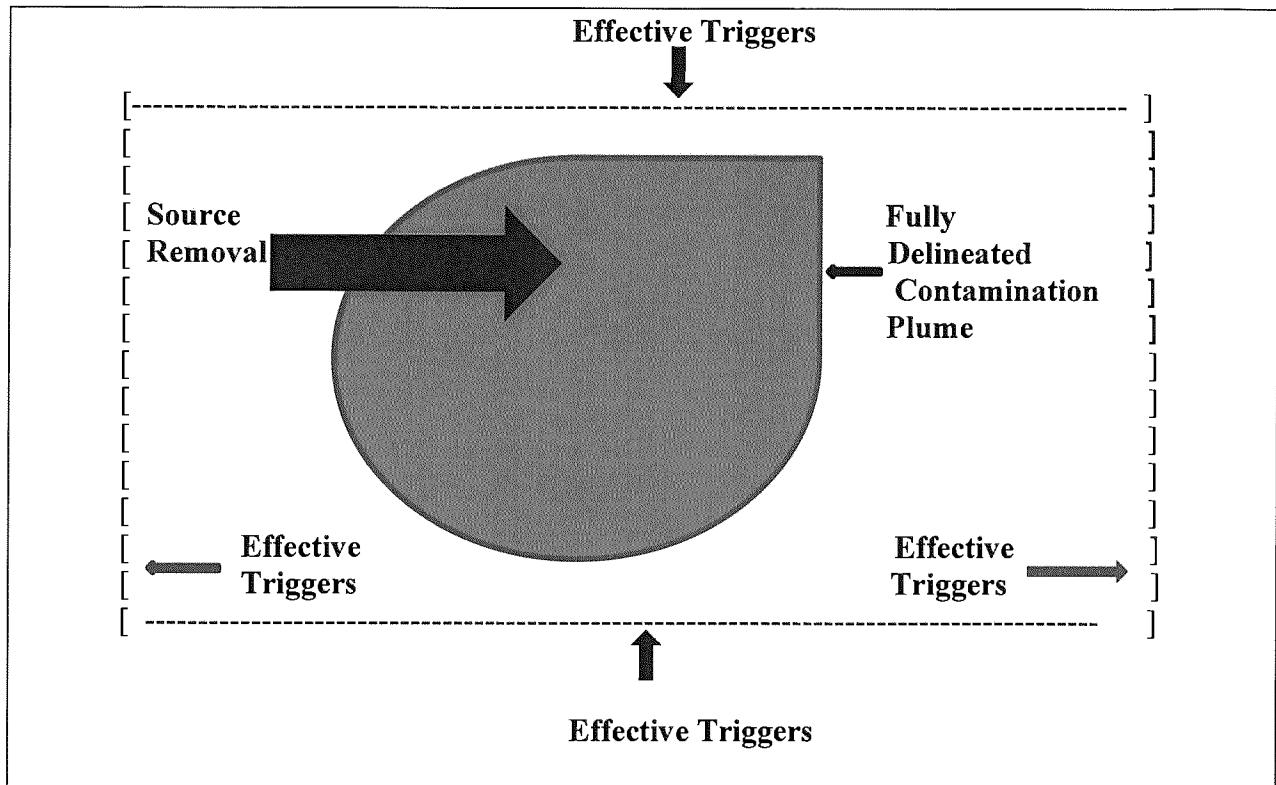 Effective Triggers
[------------------------------------------------------------------------]
[ ]
[ ]
[ Source Fully ]
[ Removal Delineated ]
[ Contamination ]
[ Plume ]
[ ]
[ ]
[ ]
[ ]
[ ]
[ Effective Effective ]
[ Triggers Triggers ]
[ ------------------------------------------------------------------- ]
Effective Triggers